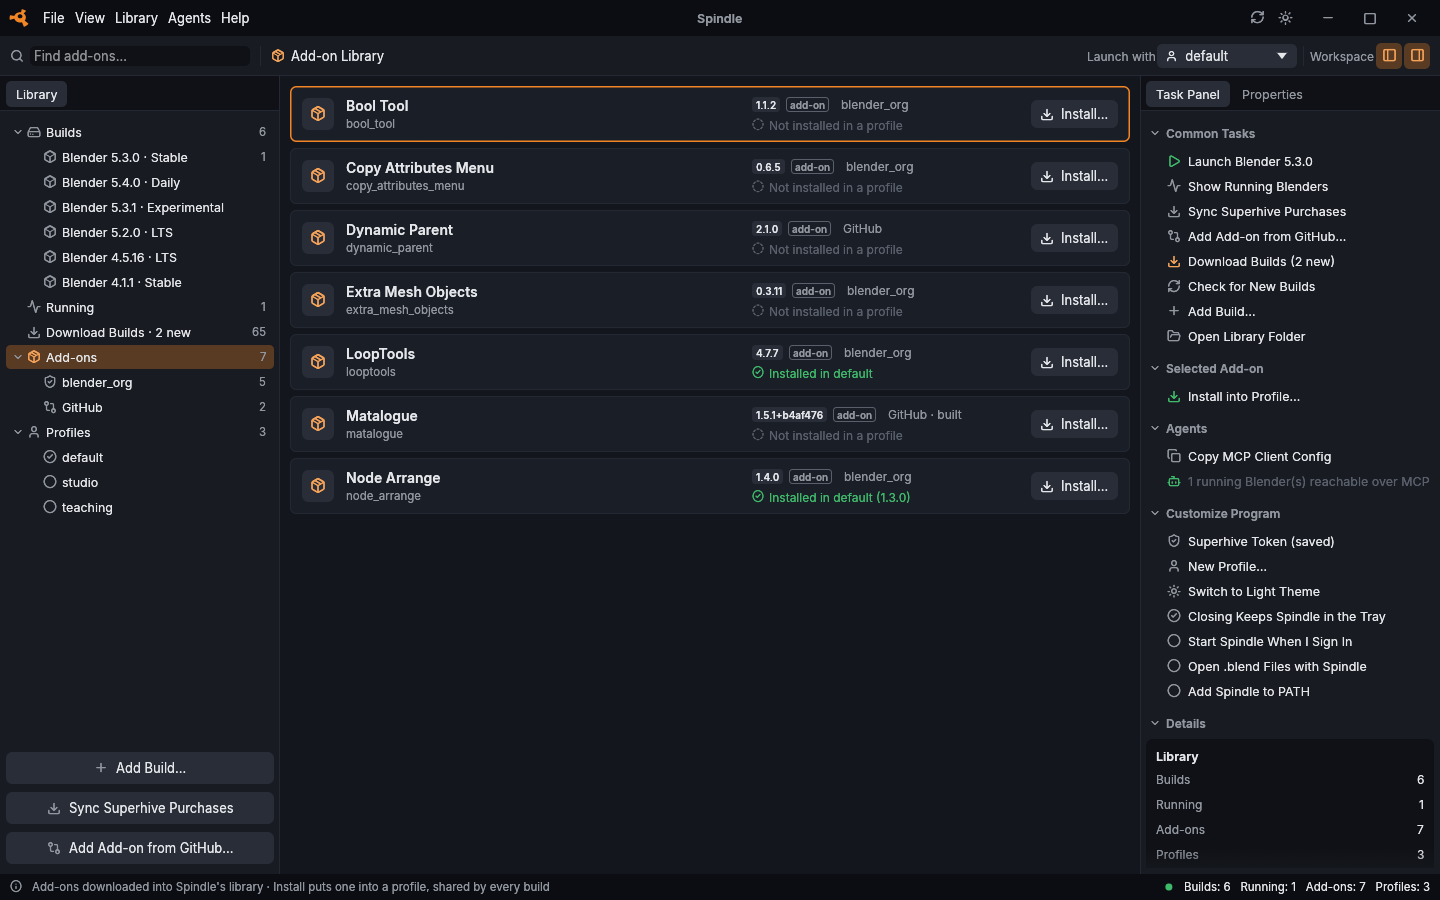 File View Library Agents Help
Spindle
Find add-ons...
Add-on Library
Launch with default
Workspace
Library
Builds 6
Blender 5.3.0 · Stable 1
Blender 5.4.0 · Daily
Blender 5.3.1 · Experimental
Blender 5.2.0 · LTS
Blender 4.5.16 · LTS
Blender 4.1.1 · Stable
Running 1
Download Builds · 2 new 65
Add-ons 7
blender_org 5
GitHub 2
Profiles 3
default
studio
teaching
Add Build...
Sync Superhive Purchases
Add Add-on from GitHub...
Bool Tool
bool_tool
1.1.2 add-on blender_org
Not installed in a profile
Install...
Copy Attributes Menu
copy_attributes_menu
0.6.5 add-on blender_org
Not installed in a profile
Install...
Dynamic Parent
dynamic_parent
2.1.0 add-on GitHub
Not installed in a profile
Install...
Extra Mesh Objects
extra_mesh_objects
0.3.11 add-on blender_org
Not installed in a profile
Install...
LoopTools
looptools
4.7.7 add-on blender_org
Installed in default
Install...
Matalogue
matalogue
1.5.1+b4af476 add-on GitHub · built
Not installed in a profile
Install...
Node Arrange
node_arrange
1.4.0 add-on blender_org
Installed in default (1.3.0)
Install...
Task Panel Properties
Common Tasks
Launch Blender 5.3.0
Show Running Blenders
Sync Superhive Purchases
Add Add-on from GitHub...
Download Builds (2 new)
Check for New Builds
Add Build...
Open Library Folder
Selected Add-on
Install into Profile...
Agents
Copy MCP Client Config
1 running Blender(s) reachable over MCP
Customize Program
Superhive Token (saved)
New Profile...
Switch to Light Theme
Closing Keeps Spindle in the Tray
Start Spindle When I Sign In
Open .blend Files with Spindle
Add Spindle to PATH
Details
Library
Builds 6
Running 1
Add-ons 7
Profiles 3
Add-ons downloaded into Spindle's library · Install puts one into a profile, shared by every build
Builds: 6 Running: 1 Add-ons: 7 Profiles: 3